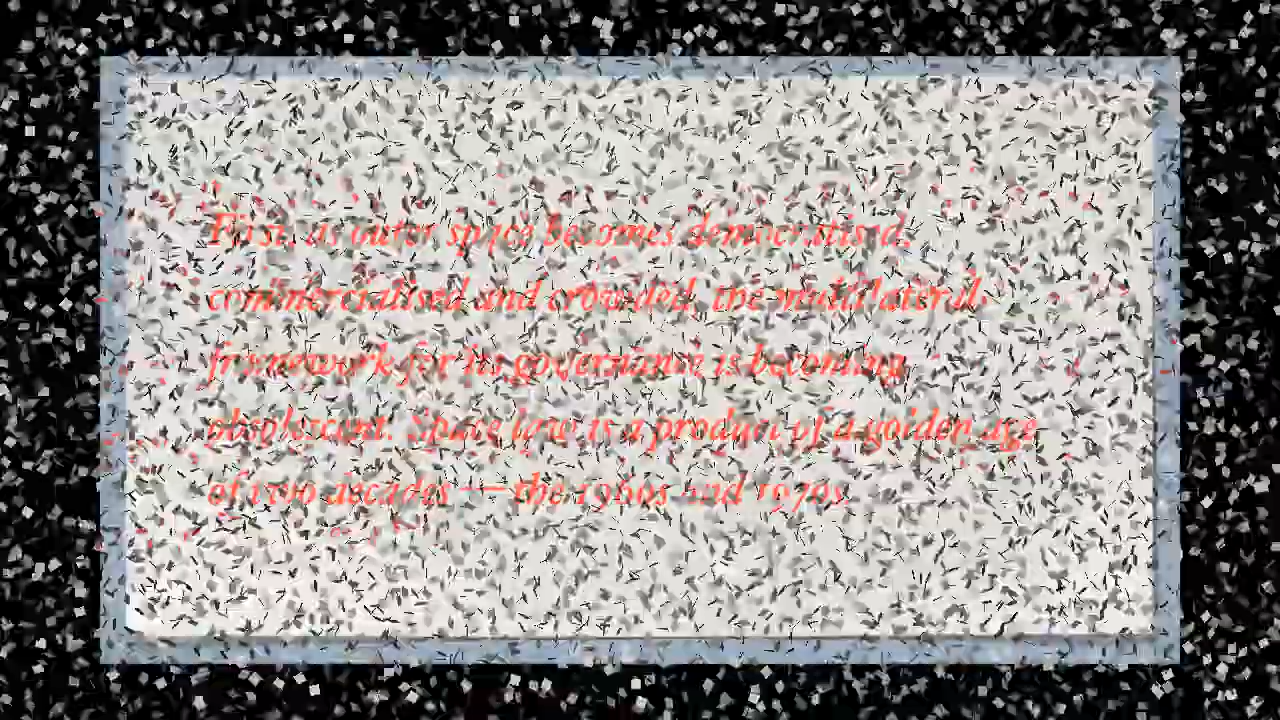 First, as outer space becomes democratised,
commercialised and crowded, the multilateral
framework for its governance is becoming
obsolescent. Space law is a product of a golden age
of two decades — the 1960s and 1970s.